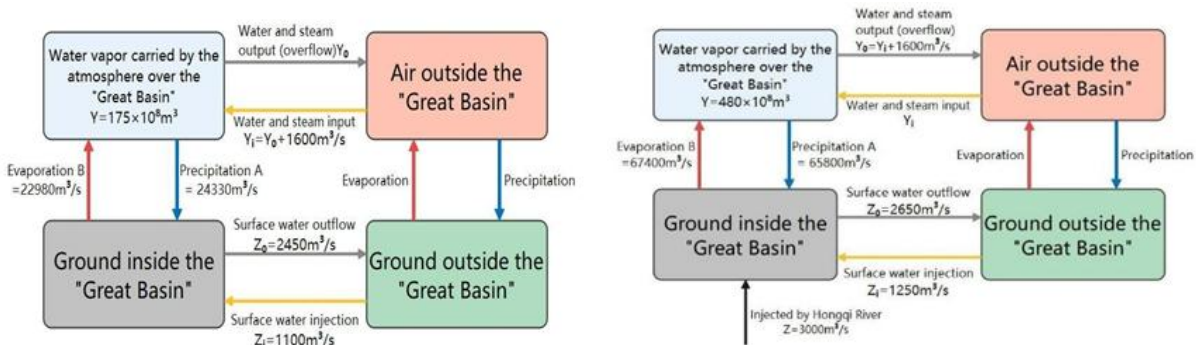 Water and steam
output (overflow)Y₀
Water vapor carried by the
atmosphere over the
"Great Basin"
Y=175×10⁸m³
Air outside the
"Great Basin"
Water and steam input
Yᵢ=Y₀+1600m³/s
Evaporation B
=22980m³/s
Precipitation A
= 24330m³/s
Evaporation
Precipitation
Surface water outflow
Z₀=2450m³/s
Ground inside the
"Great Basin"
Ground outside the
"Great Basin"
Surface water injection
Zᵢ=1100m³/s
Water and steam
output (overflow)
Y₀=Yᵢ+1600m³/s
Water vapor carried by the
atmosphere over the
"Great Basin"
Y=480×10⁸m³
Air outside the
"Great Basin"
Water and steam input
Yᵢ
Evaporation B
=67400m³/s
Precipitation A
= 65800m³/s
Evaporation
Precipitation
Surface water outflow
Z₀=2650m³/s
Ground inside the
"Great Basin"
Ground outside the
"Great Basin"
Surface water injection
Zᵢ=1250m³/s
Injected by Hongqi River
Z=3000m³/s